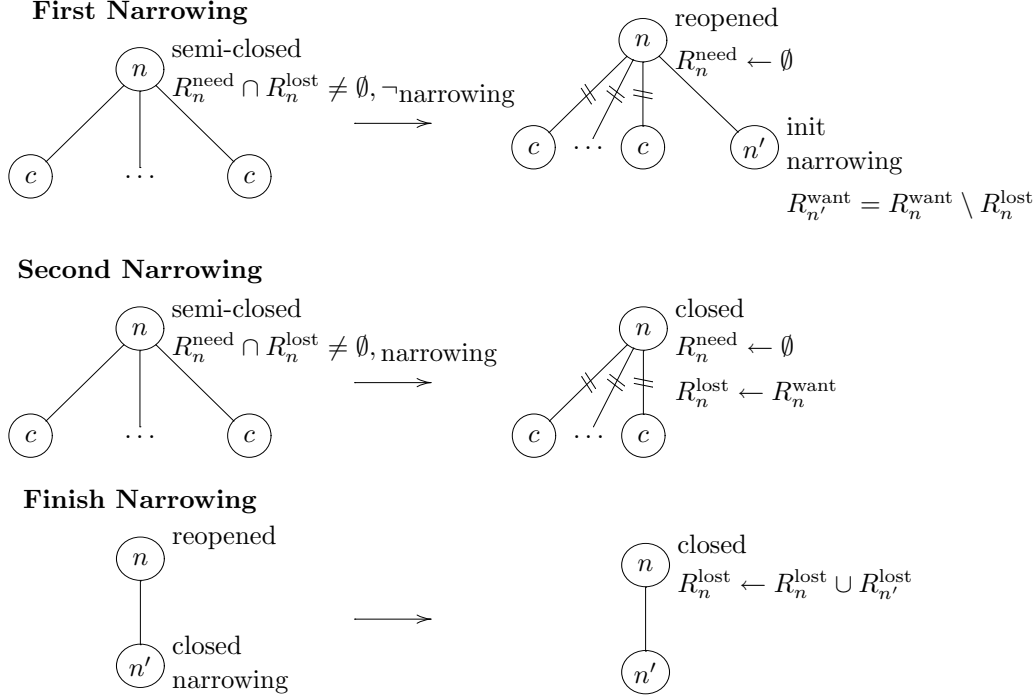 First Narrowing
n
semi-closed
R_n^need ∩ R_n^lost ≠ ∅, ¬narrowing
c
...
c
n
reopened
R_n^need ← ∅
c
...
c
n′
init
narrowing
R_n′^want = R_n^want \ R_n^lost
Second Narrowing
n
semi-closed
R_n^need ∩ R_n^lost ≠ ∅, narrowing
c
...
c
n
closed
R_n^need ← ∅
R_n^lost ← R_n^want
c
...
c
Finish Narrowing
n
reopened
n′
closed
narrowing
n
closed
R_n^lost ← R_n^lost ∪ R_n′^lost
n′